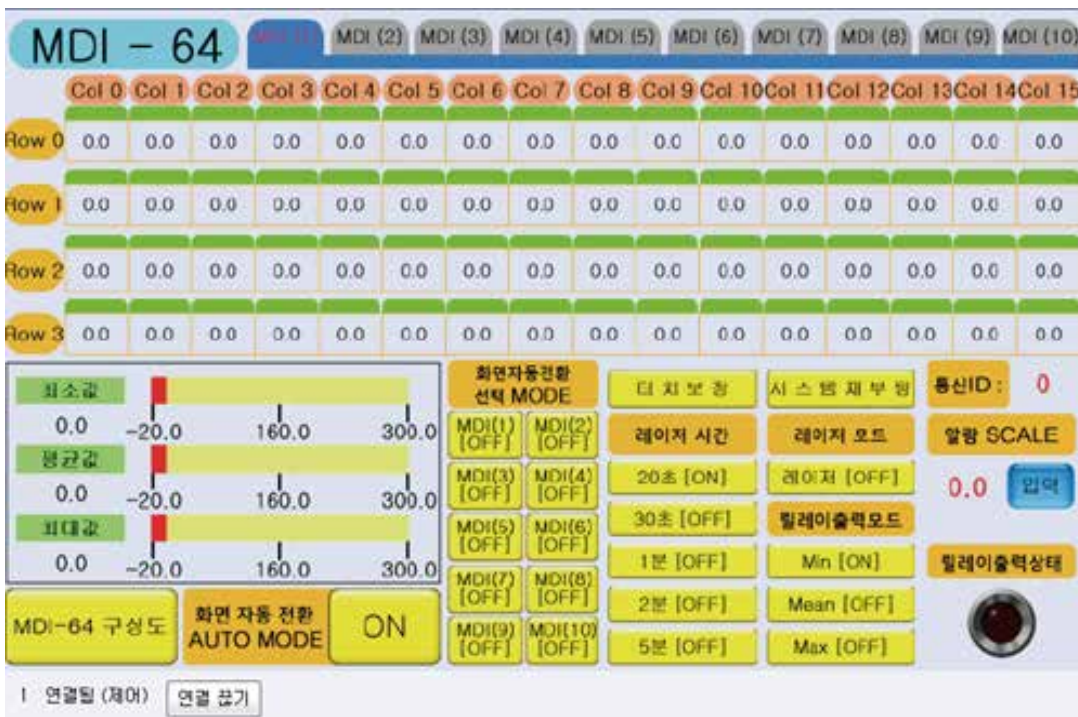 MDI - 64
MDI (1) MDI (2) MDI (3) MDI (4) MDI (5) MDI (6) MDI (7) MDI (8) MDI (9) MDI (10)
Col 0 Col 1 Col 2 Col 3 Col 4 Col 5 Col 6 Col 7 Col 8 Col 9 Col 10 Col 11 Col 12 Col 13 Col 14 Col 15
Row 0 0.0 0.0 0.0 0.0 0.0 0.0 0.0 0.0 0.0 0.0 0.0 0.0 0.0 0.0 0.0 0.0
Row 1 0.0 0.0 0.0 0.0 0.0 0.0 0.0 0.0 0.0 0.0 0.0 0.0 0.0 0.0 0.0 0.0
Row 2 0.0 0.0 0.0 0.0 0.0 0.0 0.0 0.0 0.0 0.0 0.0 0.0 0.0 0.0 0.0 0.0
Row 3 0.0 0.0 0.0 0.0 0.0 0.0 0.0 0.0 0.0 0.0 0.0 0.0 0.0 0.0 0.0 0.0
최소값
0.0 -20.0 160.0 300.0
평균값
0.0 -20.0 160.0 300.0
최대값
0.0 -20.0 160.0 300.0
MDI-64 구성도
화면 자동 전환
AUTO MODE
ON
화면자동전환
선택 MODE
MDI(1) [OFF] MDI(2) [OFF]
MDI(3) [OFF] MDI(4) [OFF]
MDI(5) [OFF] MDI(6) [OFF]
MDI(7) [OFF] MDI(8) [OFF]
MDI(9) [OFF] MDI(10) [OFF]
터치보정
레이저 시간
20초 [ON]
30초 [OFF]
1분 [OFF]
2분 [OFF]
5분 [OFF]
시스템재부팅
레이저 모드
레이저 [OFF]
릴레이출력모드
Min [ON]
Mean [OFF]
Max [OFF]
통신ID : 0
알람 SCALE
0.0 입력
릴레이출력상태
1 연결됨 (제어) 연결 끊기